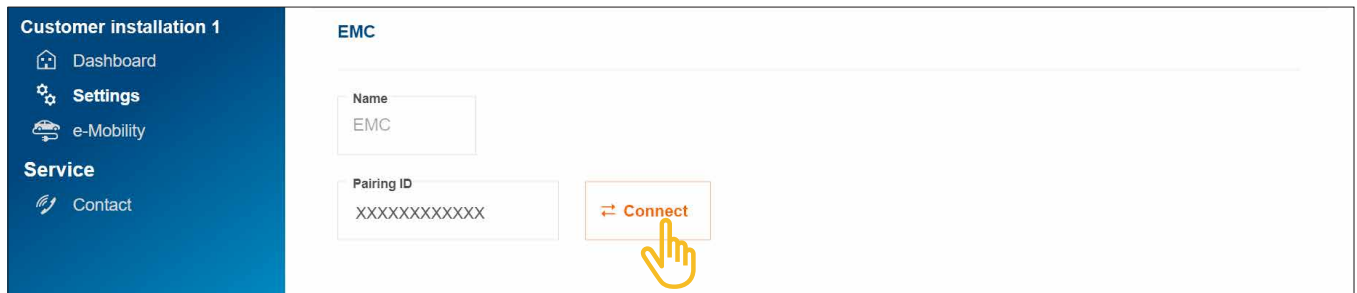 Customer installation 1
Dashboard
Settings
e-Mobility
Service
Contact
EMC
Name
EMC
Pairing ID
XXXXXXXXXXXX
Connect